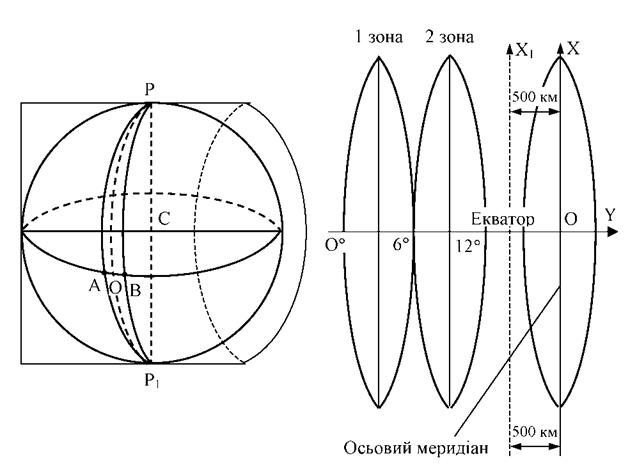 P
C
A O B
P₁
1 зона 2 зона X₁ X
500 км
Екватор O Y
O° 6° 12°
500 км
Осьовий меридіан